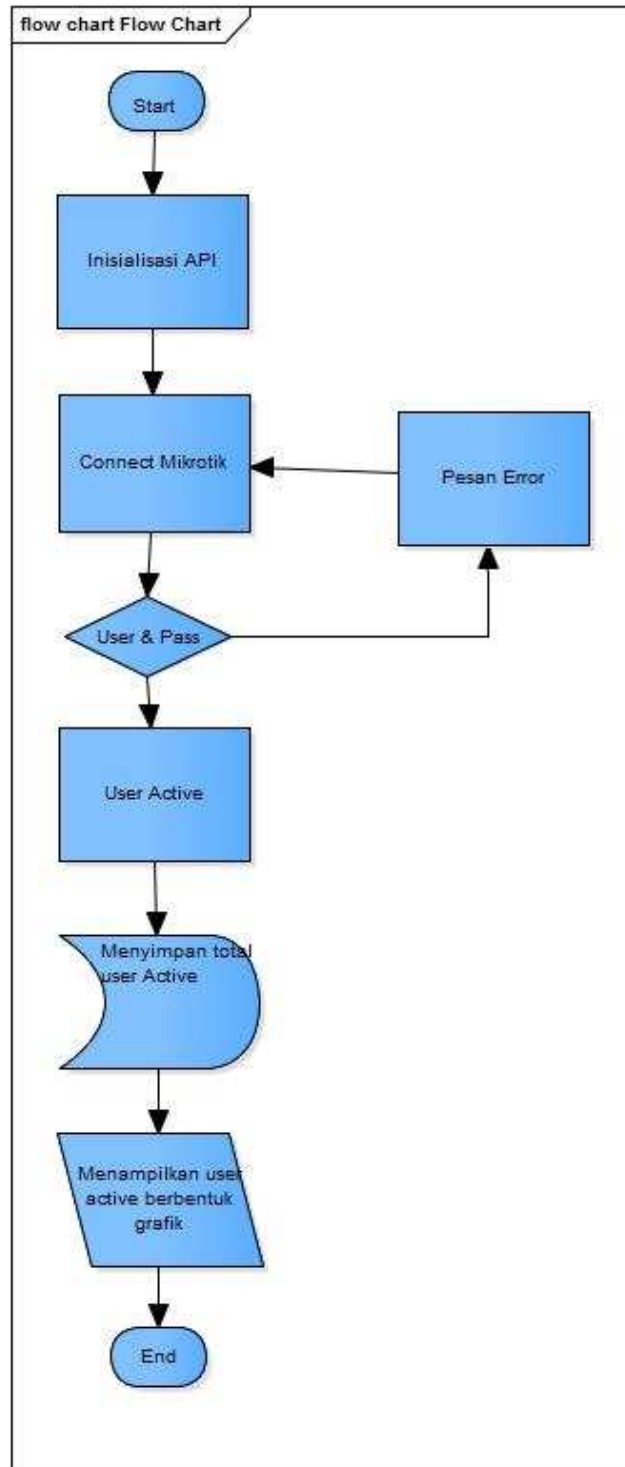 flow chart Flow Chart
Start
Inisialisasi API
Connect Mikrotik
Pesan Error
User & Pass
User Active
Menyimpan total
user Active
Menampilkan user
active berbentuk
grafik
End